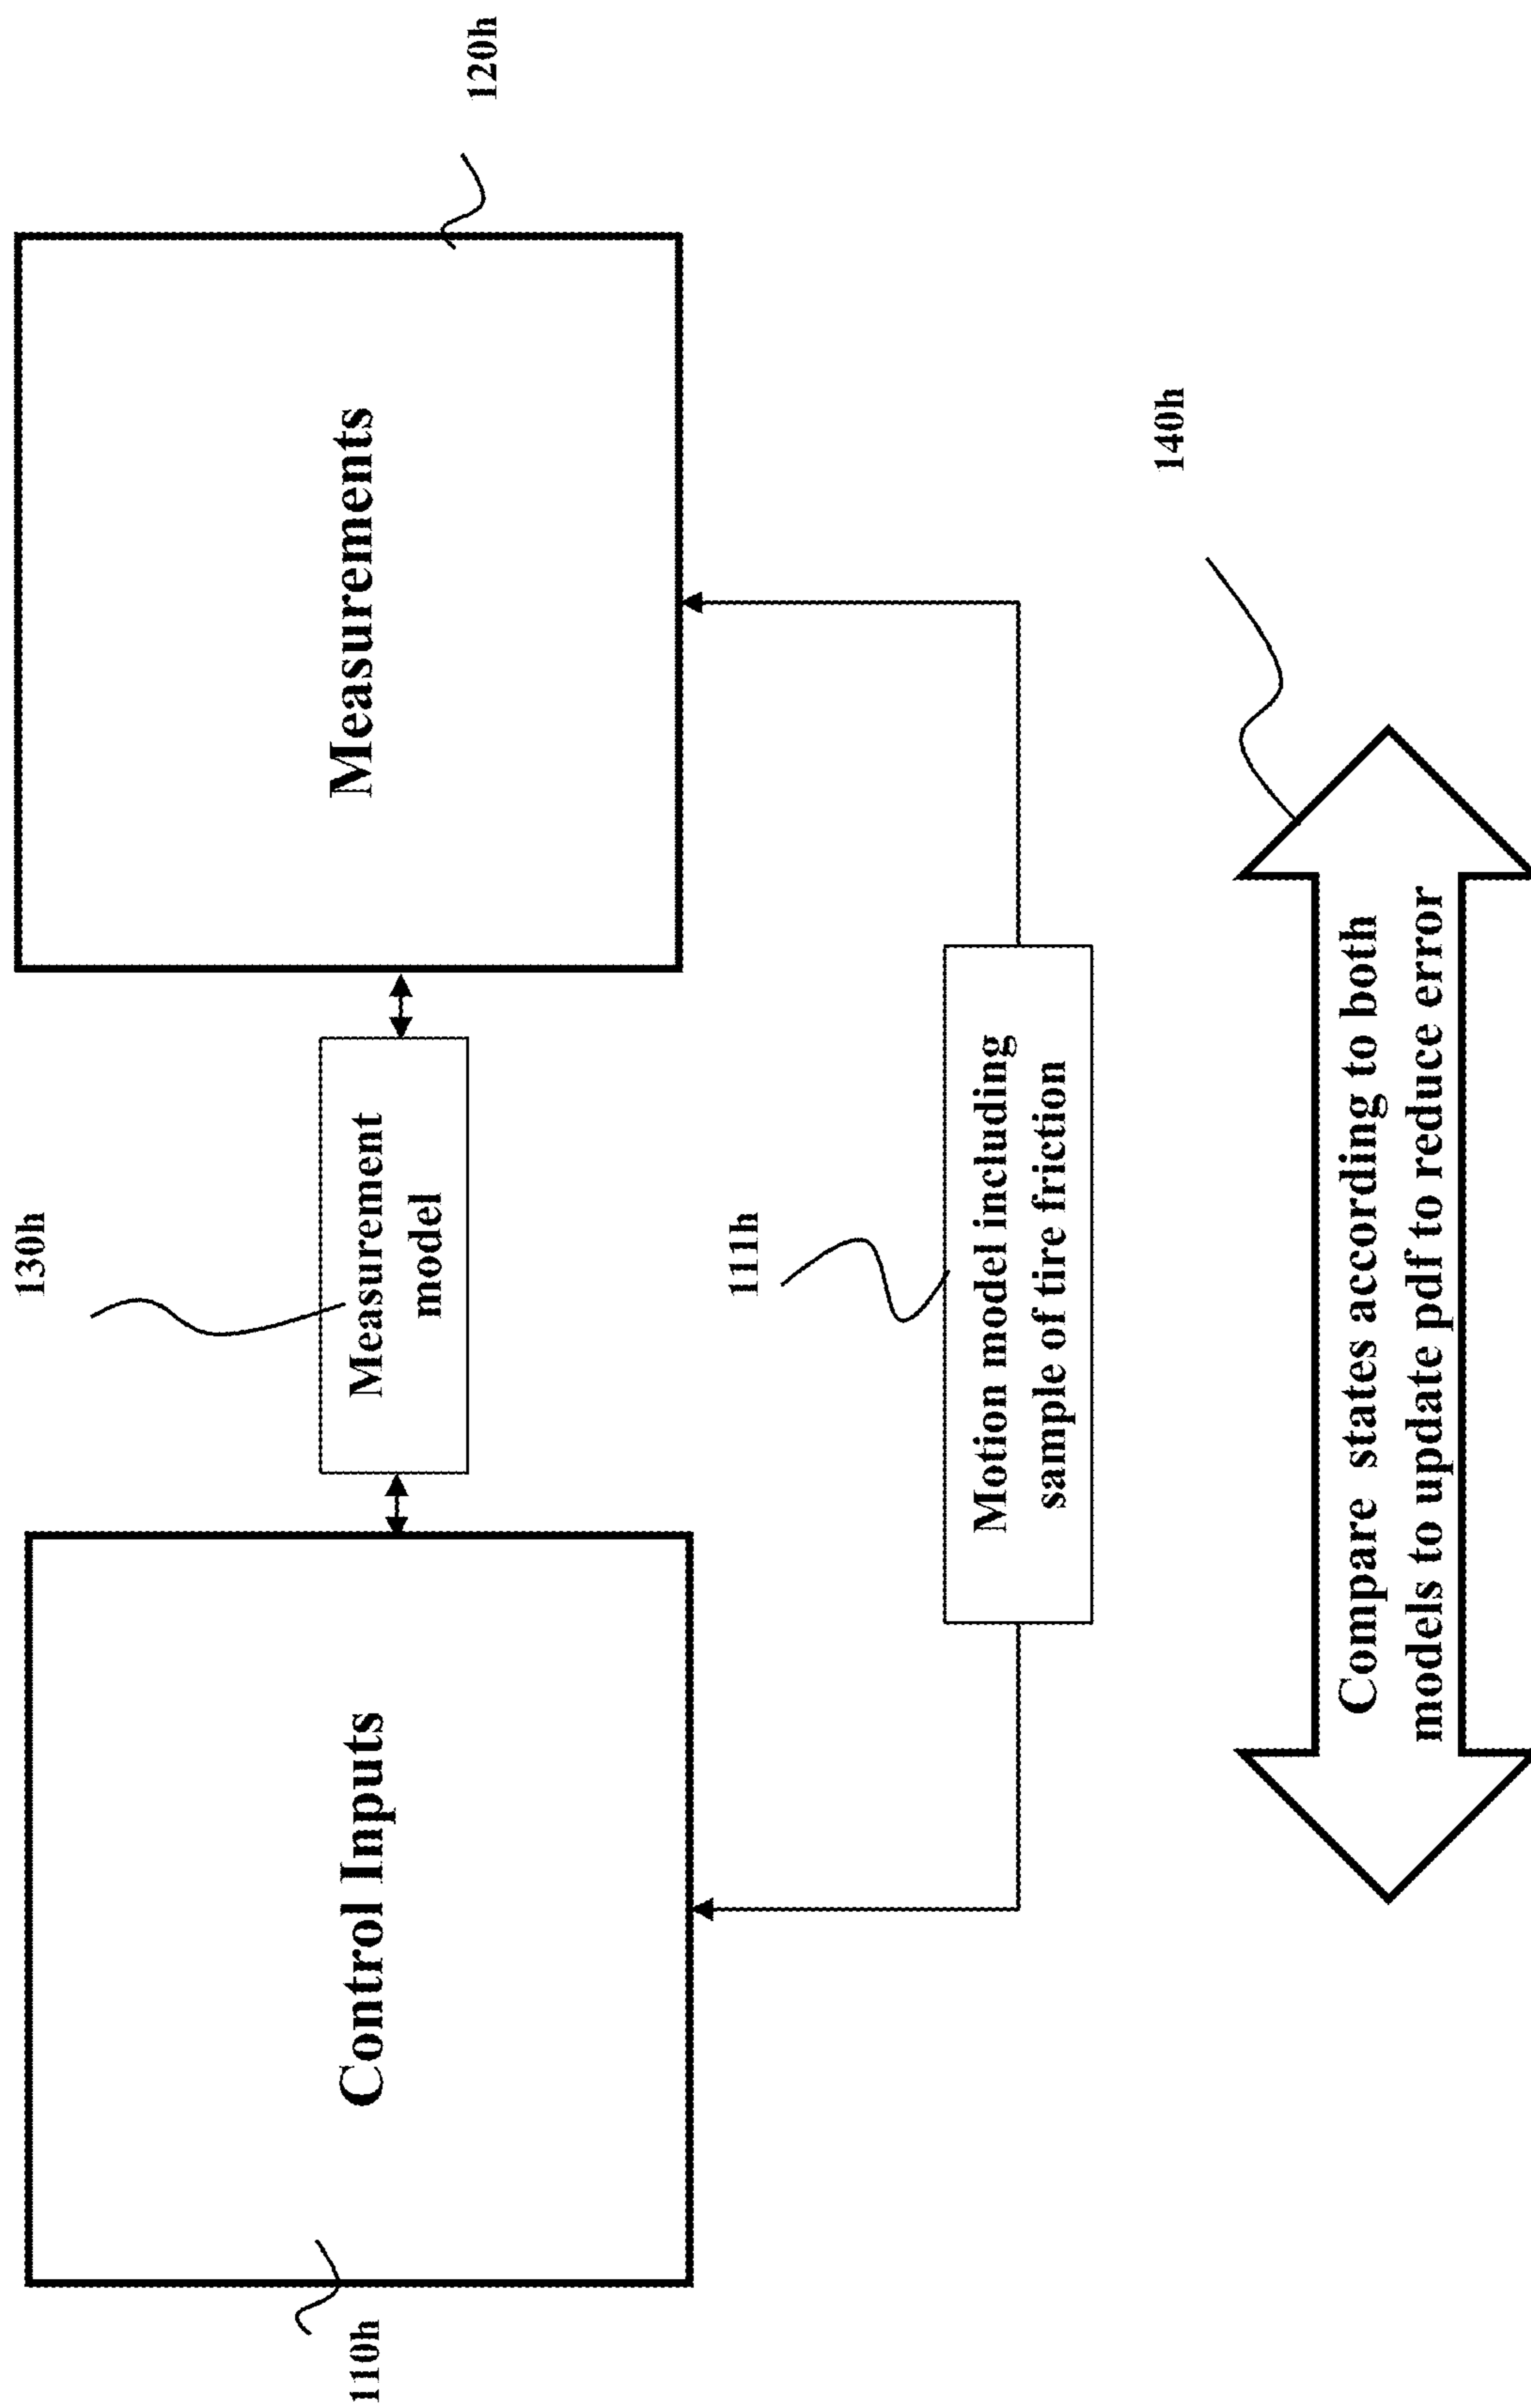 130h
120h
Control Inputs
Measurement
model
Measurements
110h
111h
Motion model including
sample of tire friction
140h
Compare states according to both
models to update pdf to reduce error